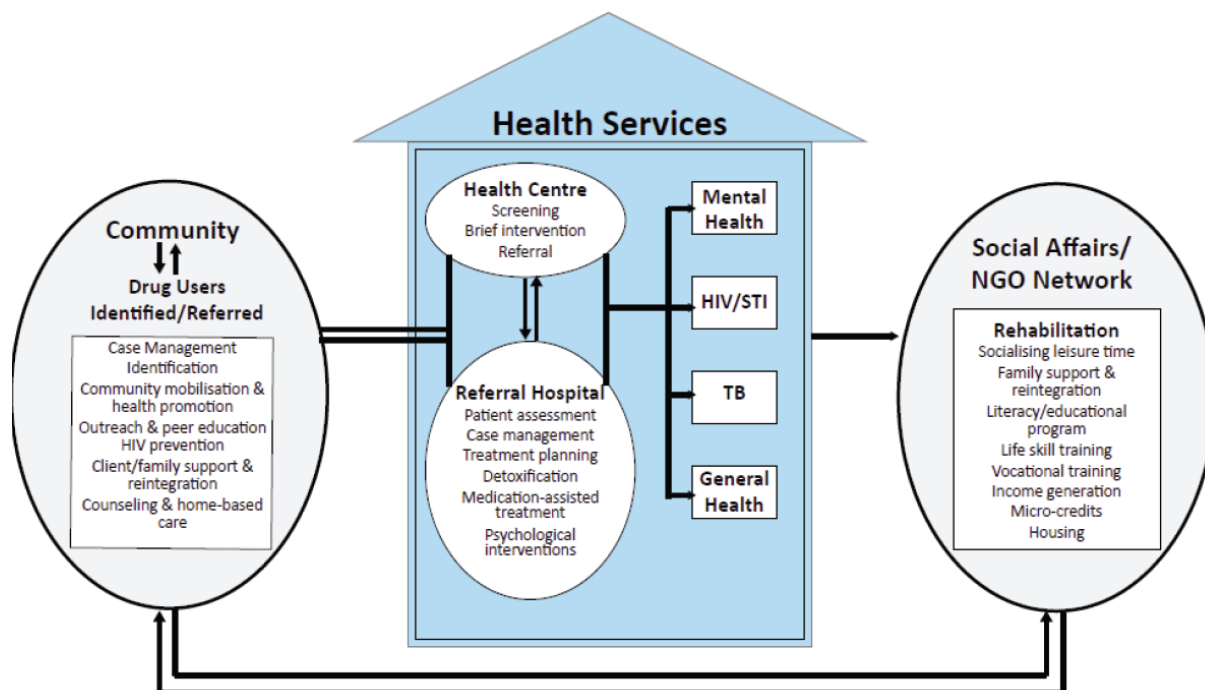 Health Services
Community
Drug Users
Identified/Referred
Case Management
Identification
Community mobilisation &
health promotion
Outreach & peer education
HIV prevention
Client/family support &
reintegration
Counseling & home-based
care
Health Centre
Screening
Brief intervention
Referral
Referral Hospital
Patient assessment
Case management
Treatment planning
Detoxification
Medication-assisted
treatment
Psychological
interventions
Mental
Health
HIV/STI
TB
General
Health
Social Affairs/
NGO Network
Rehabilitation
Socialising leisure time
Family support &
reintegration
Literacy/educational
program
Life skill training
Vocational training
Income generation
Micro-credits
Housing